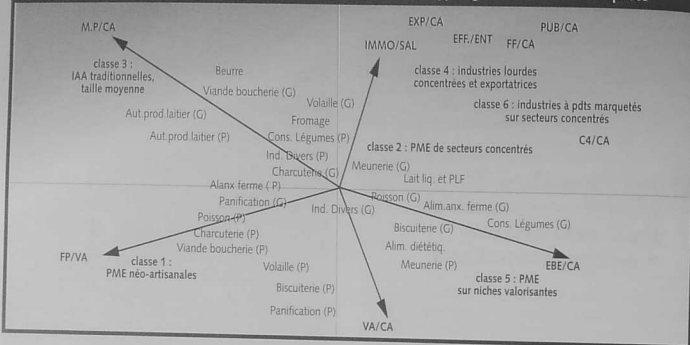 EXP/CA
PUB/CA
M.P/CA
EFF./ENT
FF/CA
IMMO/SAL
classe 3 :
IAA traditionnelles,
taille moyenne
Beurre
classe 4 : industries lourdes
concentrées et exportatrices
Viande boucherie (G)
Volaille (G)
classe 6 : industries à pdts marquetés
sur secteurs concentrés
Aut.prod.laitier (G)
Fromage
Aut.prod.laitier (P)
Cons. Légumes (P)
C4/CA
classe 2 : PME de secteurs concentrés
Ind. Divers (P)
Meunerie (G)
Charcuterie (G)
Lait liq. et PLF
Alanx ferme ( P)
Poisson (G)
Panification (G)
Ind. Divers (G)
Alim.anx. ferme (G)
Poisson (P)
Biscuiterie (G)
Cons. Légumes (G)
Charcuterie (P)
Viande boucherie (P)
Alim. diététiq.
FP/VA
classe 1 :
PME néo-artisanales
Volaille (P)
Meunerie (P)
EBE/CA
classe 5 : PME
sur niches valorisantes
Biscuiterie (P)
Panification (P)
VA/CA